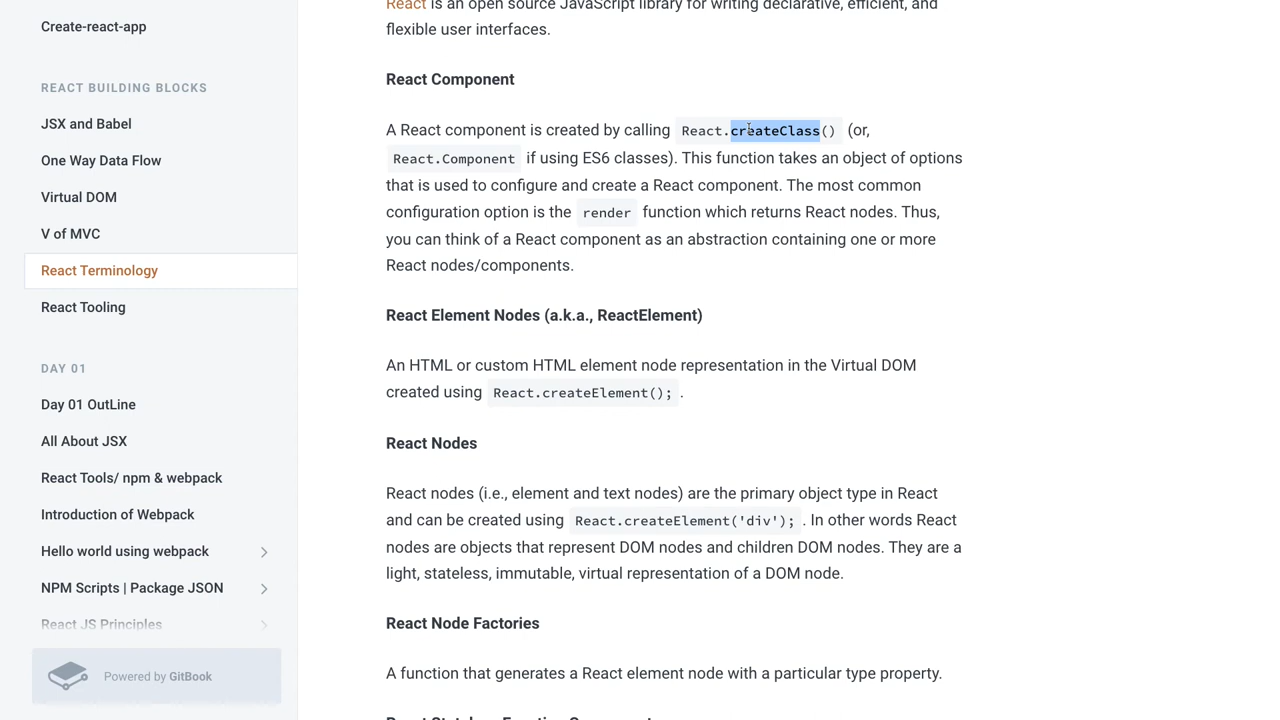 Create-react-app
REACT BUILDING BLOCKS
JSX and Babel
One Way Data Flow
Virtual DOM
V of MVC
React Terminology
React Tooling
DAY 01
Day 01 OutLine
All About JSX
React Tools/ npm & webpack
Introduction of Webpack
Hello world using webpack
NPM Scripts | Package JSON
React JS Principles
Powered by GitBook
React is an open source JavaScript library for writing declarative, efficient, and
flexible user interfaces.
React Component
A React component is created by calling React.createClass() (or,
React.Component if using ES6 classes). This function takes an object of options
that is used to configure and create a React component. The most common
configuration option is the render function which returns React nodes. Thus,
you can think of a React component as an abstraction containing one or more
React nodes/components.
React Element Nodes (a.k.a., ReactElement)
An HTML or custom HTML element node representation in the Virtual DOM
created using React.createElement(); .
React Nodes
React nodes (i.e., element and text nodes) are the primary object type in React
and can be created using React.createElement('div'); . In other words React
nodes are objects that represent DOM nodes and children DOM nodes. They are a
light, stateless, immutable, virtual representation of a DOM node.
React Node Factories
A function that generates a React element node with a particular type property.